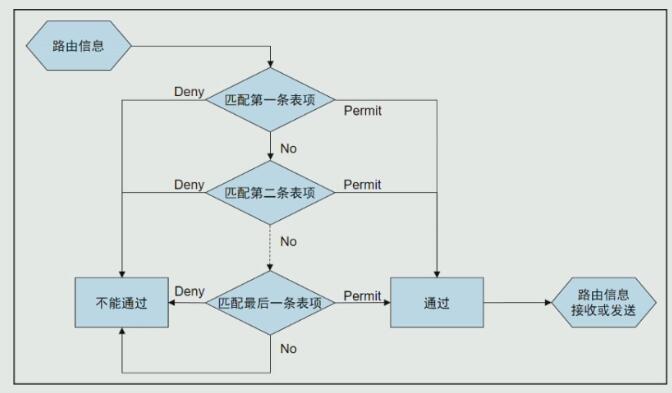 路由信息
Deny
匹配第一条表项
Permit
No
Deny
匹配第二条表项
Permit
No
不能通过
Deny
匹配最后一条表项
Permit
通过
路由信息
接收或发送
No